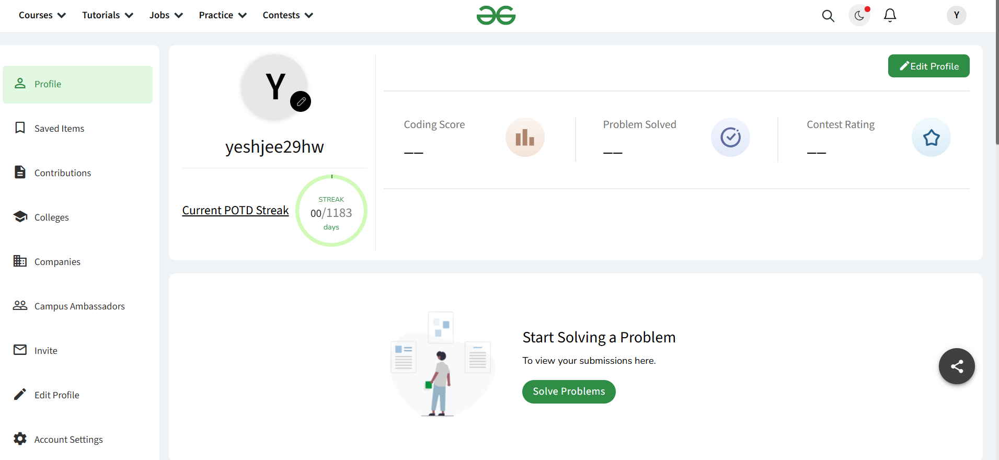 Courses Tutorials Jobs Practice Contests Y
Profile
Saved Items
Contributions
Colleges
Companies
Campus Ambassadors
Invite
Edit Profile
Account Settings
Y
yeshjee29hw
Current POTD Streak
STREAK
00/1183
days
Edit Profile
Coding Score
__
Problem Solved
__
Contest Rating
__
Start Solving a Problem
To view your submissions here.
Solve Problems